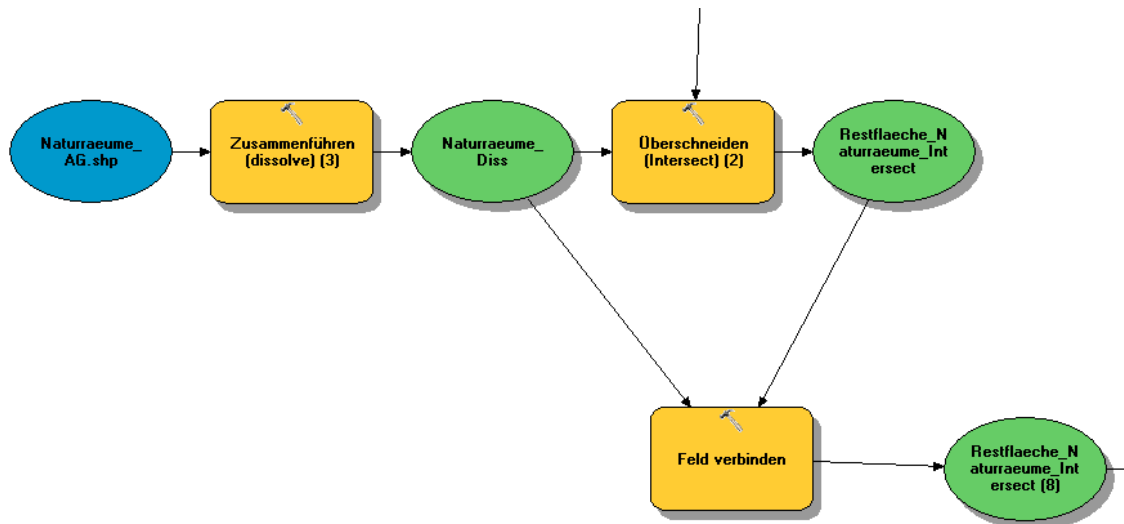 Naturraeume_
AG.shp
Zusammenführen
(dissolve) (3)
Naturraeume_
Diss
Überschneiden
(Intersect) (2)
Restflaeche_N
aturraeume_Int
ersect
Feld verbinden
Restflaeche_N
aturraeume_Int
ersect (8)